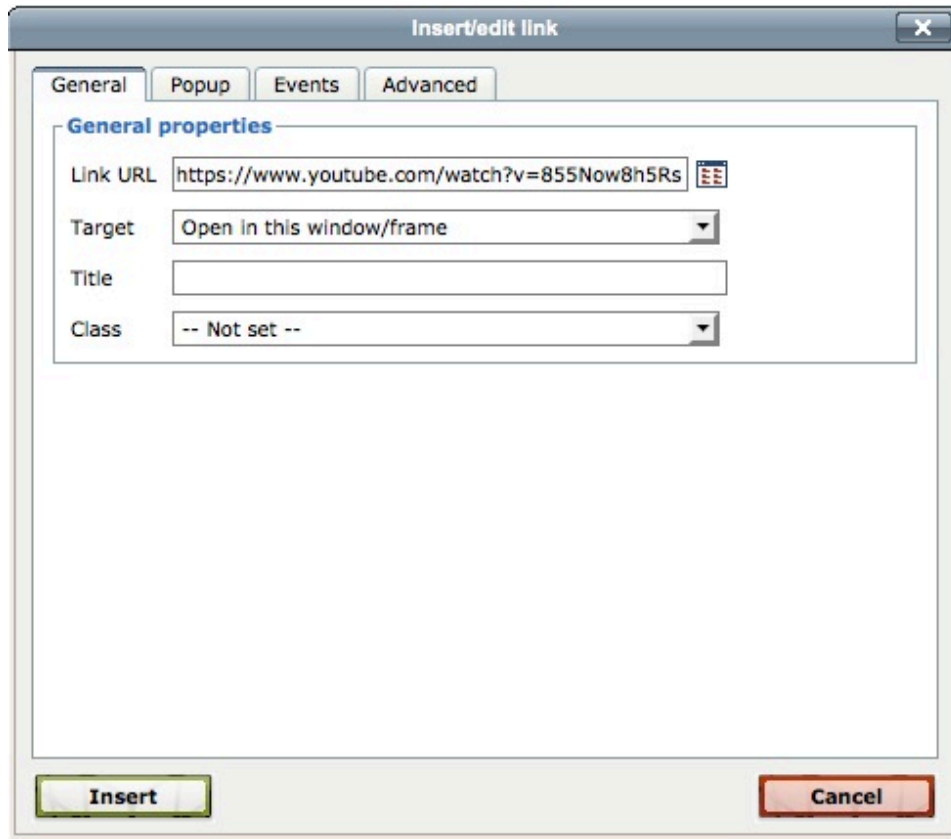 Insert/edit link
General Popup Events Advanced
General properties
Link URL https://www.youtube.com/watch?v=855Now8h5Rs
Target Open in this window/frame
Title
Class -- Not set --
Insert Cancel